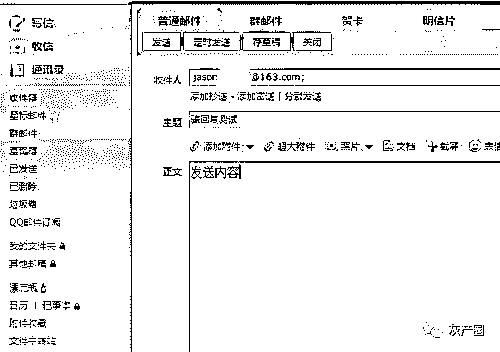 写信
收信
通讯录
收件箱
星标邮件
群邮件
草稿箱
已发送
已删除
垃圾箱
QQ邮件订阅
我的文件夹
其他邮箱
漂流瓶
日历 | 记事本
附件收藏
文件中转站
普通邮件 群邮件 贺卡 明信片
发送 定时发送 存草稿 关闭
收件人 jason @163.com;
添加抄送 - 添加密送 | 分别发送
主题 撤回与测试
添加附件 超大附件 照片 文档 截屏 表情
正文 发送内容
灰产圈